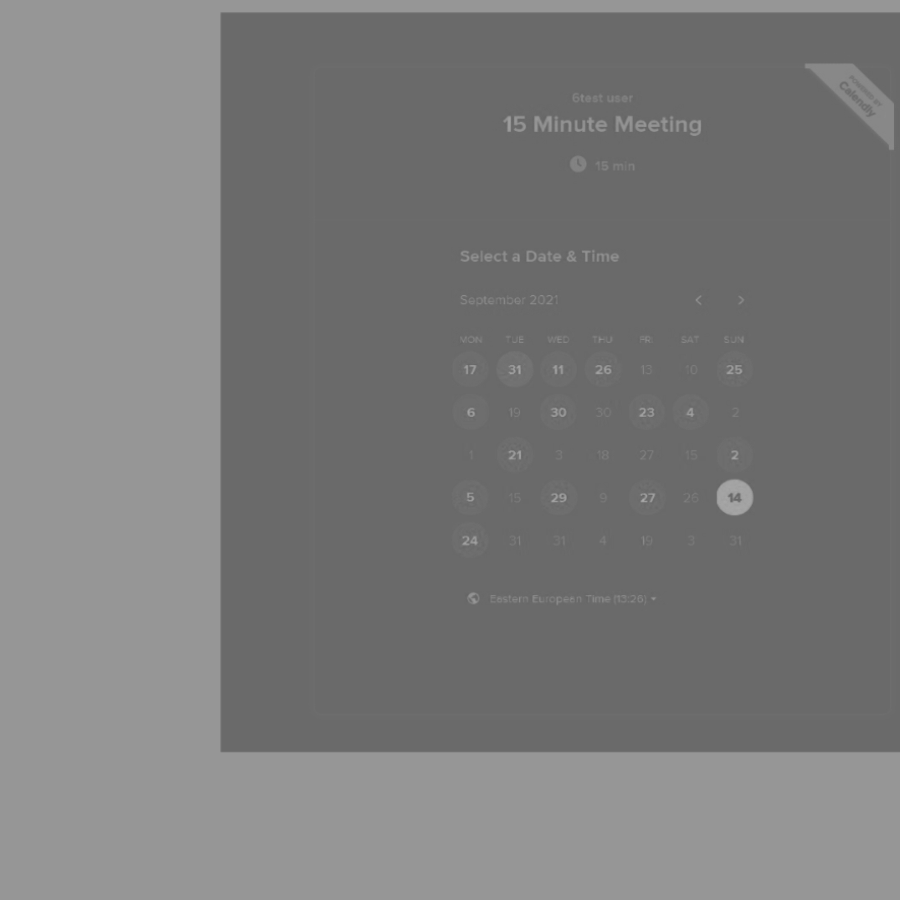 POWERED BY
Calendly
6test user
15 Minute Meeting
15 min
Select a Date & Time
September 2021
MON TUE WED THU FRI SAT SUN
17 31 11 26 13 10 25
6 19 30 30 23 4 2
1 21 3 18 27 15 2
5 15 29 9 27 26 14
24 31 31 4 19 3 31
Eastern European Time (13:26)